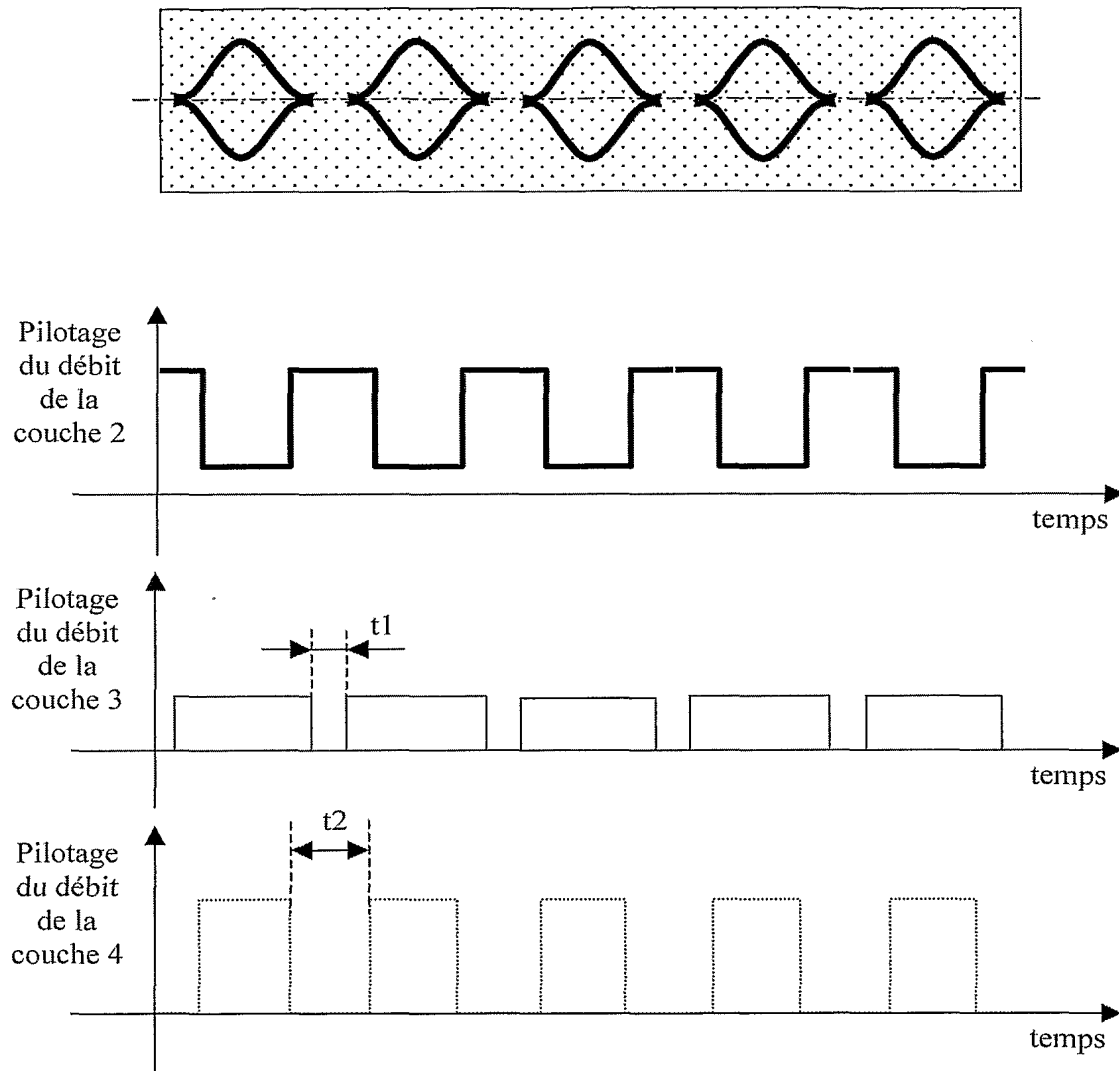 Pilotage
du débit
de la
couche 2
temps
Pilotage
du débit
de la
couche 3
t1
temps
Pilotage
du débit
de la
couche 4
t2
temps